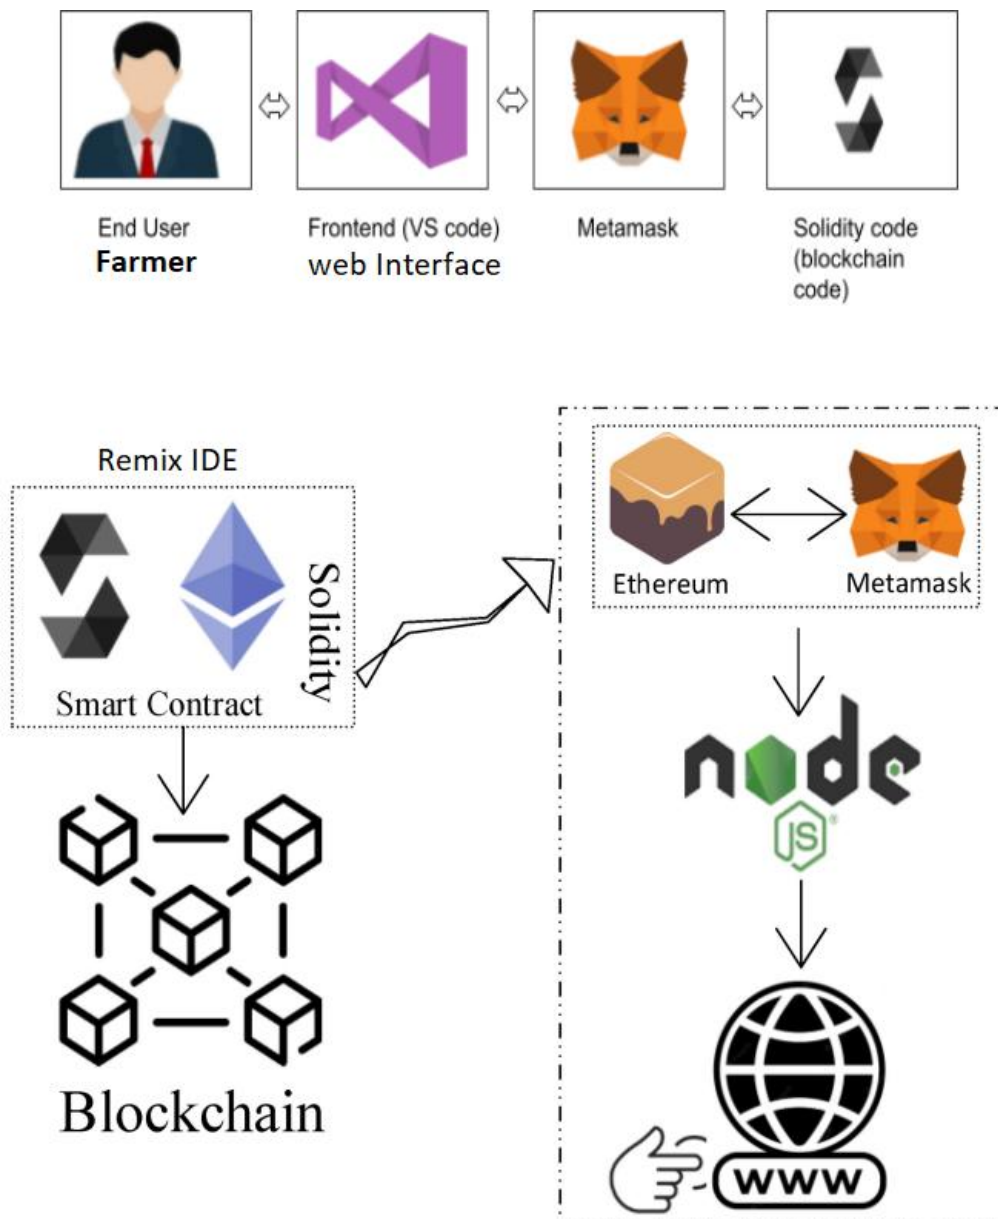 End User
Farmer
Frontend (VS code)
web Interface
Metamask
Solidity code
(blockchain
code)
Remix IDE
Solidity
Smart Contract
Ethereum
Metamask
node
JS®
Blockchain
WWW